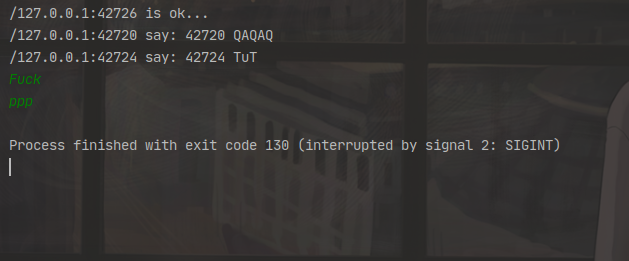 /127.0.0.1:42726 is ok...
/127.0.0.1:42720 say: 42720 QAQAQ
/127.0.0.1:42724 say: 42724 TuT
Fuck
ppp
Process finished with exit code 130 (interrupted by signal 2: SIGINT)